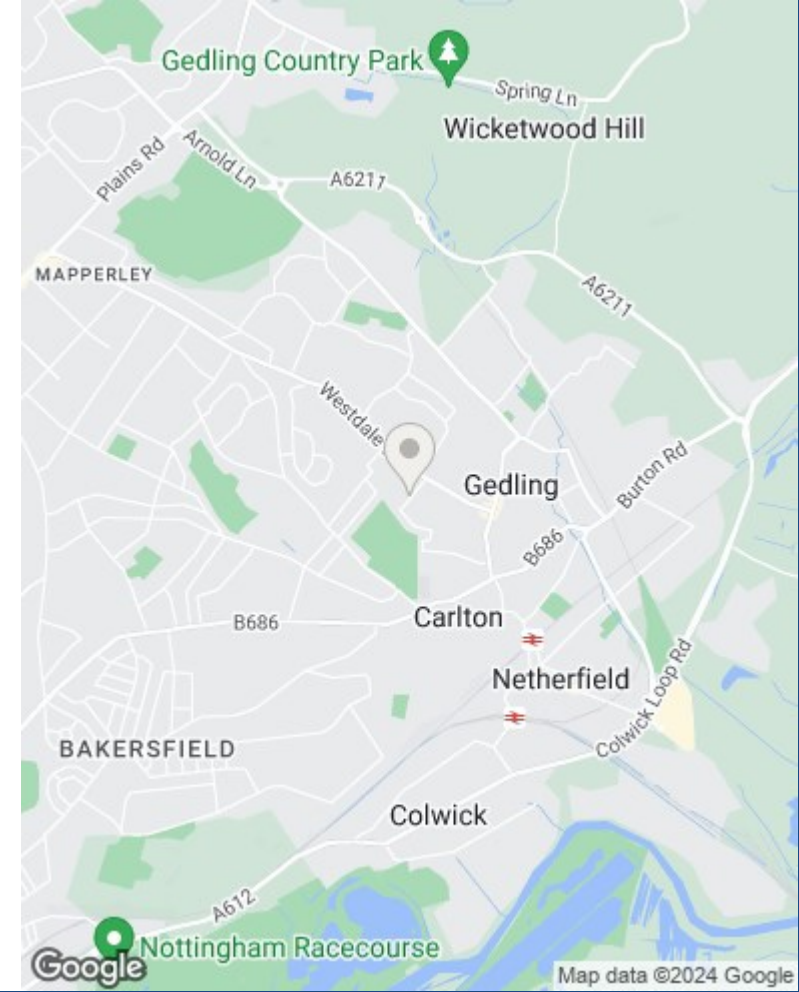 Gedling Country Park
Spring Ln
Wicketwood Hill
Plains Rd
Arnold Ln
A6211
MAPPERLEY
A6211
Westdale
Gedling
Burton Rd
B686
Carlton
B686
Netherfield
Colwick Loop Rd
BAKERSFIELD
Colwick
A612
Nottingham Racecourse
Google
Map data ©2024 Google